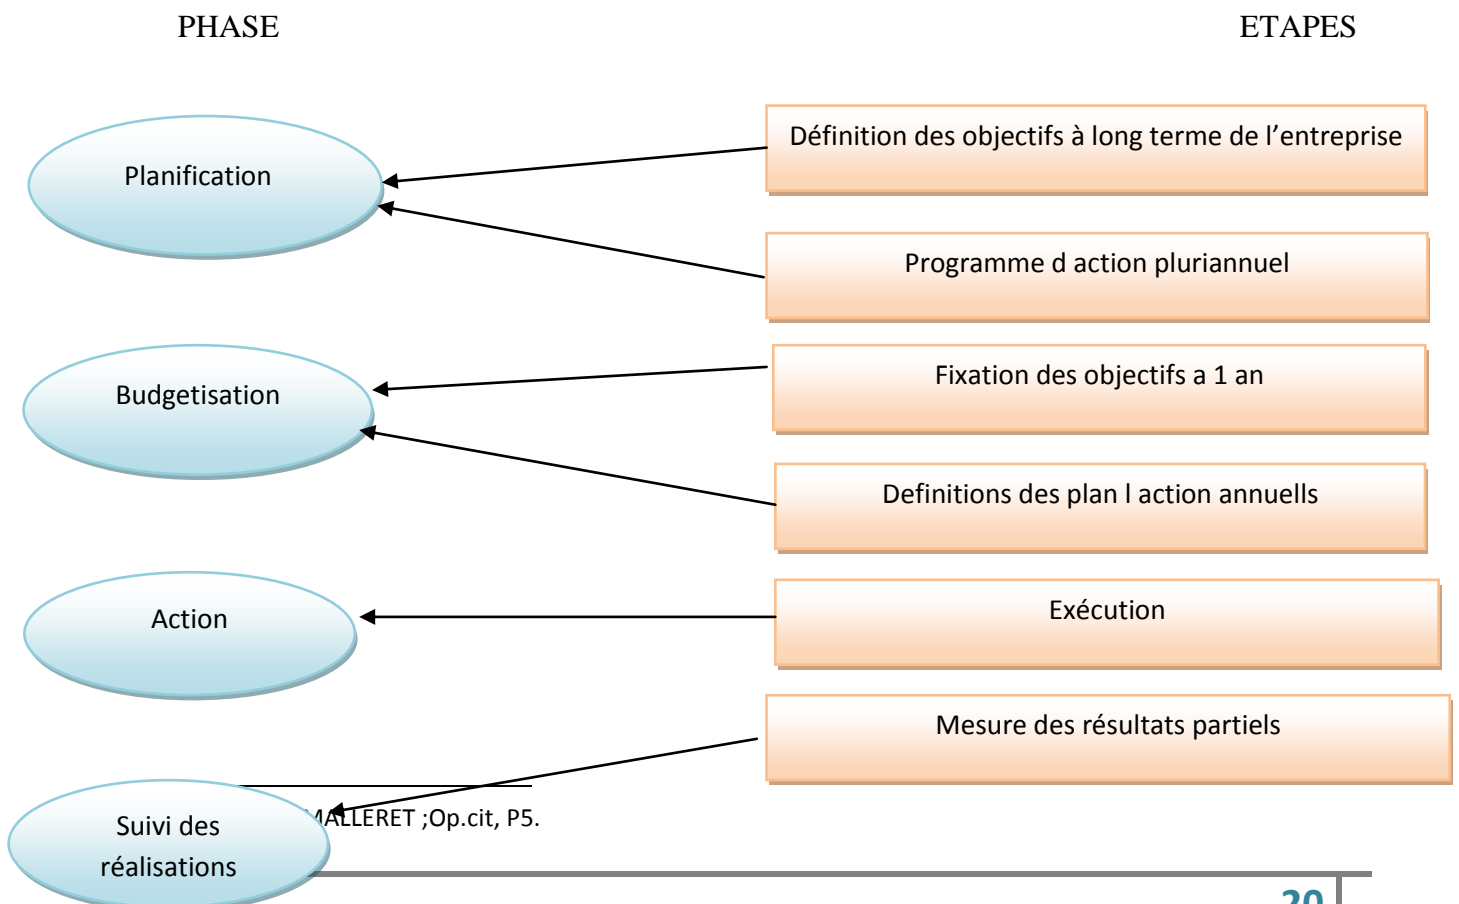 PHASE
ETAPES
Planification
Définition des objectifs à long terme de l’entreprise
Programme d action pluriannuel
Budgetisation
Fixation des objectifs a 1 an
Definitions des plan l action annuells
Action
Exécution
Mesure des résultats partiels
Suivi des
réalisations
MALLERET ;Op.cit, P5.
20